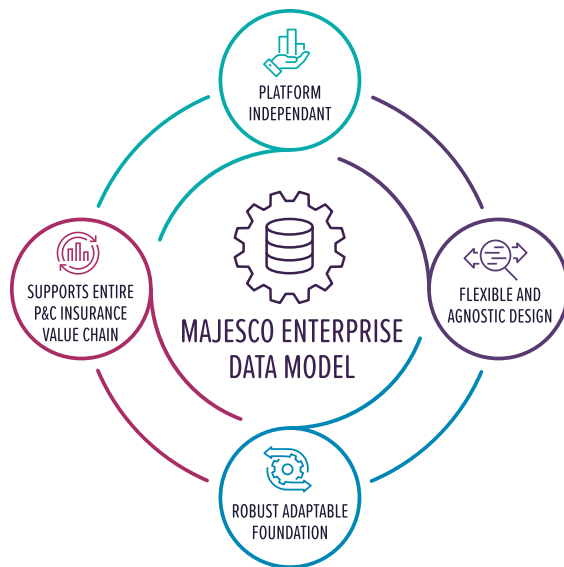 PLATFORM
INDEPENDANT
SUPPORTS ENTIRE
P&C INSURANCE
VALUE CHAIN
MAJESCO ENTERPRISE
DATA MODEL
FLEXIBLE AND
AGNOSTIC DESIGN
ROBUST ADAPTABLE
FOUNDATION